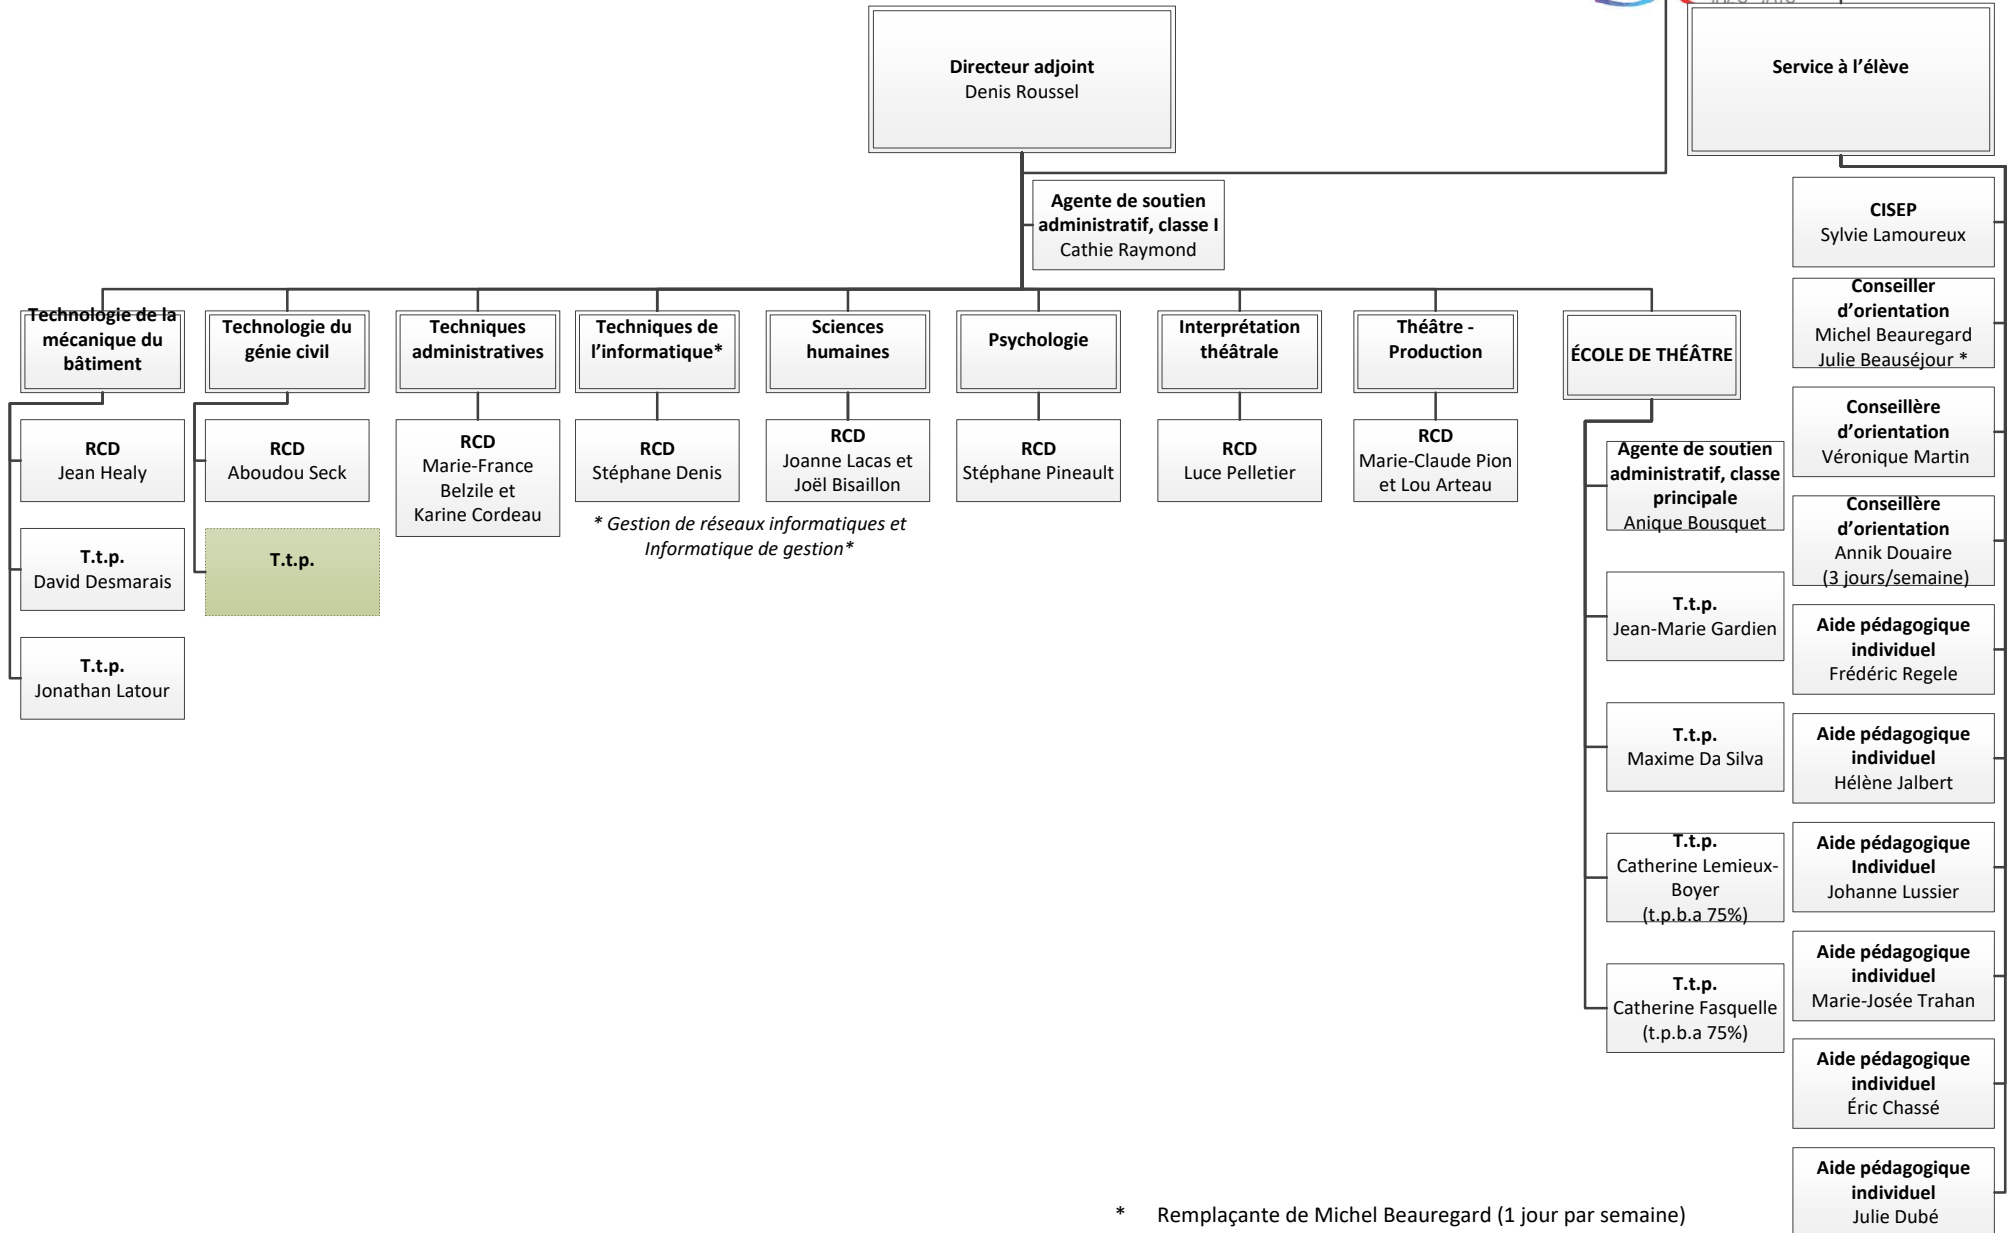 Directeur adjoint
Denis Roussel
Service à l’élève
Agente de soutien
administratif, classe I
Cathie Raymond
Technologie de la
mécanique du
bâtiment
Technologie du
génie civil
Techniques
administratives
Techniques de
l’informatique*
Sciences
humaines
Psychologie
Interprétation
théâtrale
Théâtre -
Production
ÉCOLE DE THÉÂTRE
RCD
Jean Healy
T.t.p.
David Desmarais
T.t.p.
Jonathan Latour
RCD
Aboudou Seck
T.t.p.
RCD
Marie-France
Belzile et
Karine Cordeau
RCD
Stéphane Denis
* Gestion de réseaux informatiques et
Informatique de gestion*
RCD
Joanne Lacas et
Joël Bisaillon
RCD
Stéphane Pineault
RCD
Luce Pelletier
RCD
Marie-Claude Pion
et Lou Arteau
Agente de soutien
administratif, classe
principale
Anique Bousquet
T.t.p.
Jean-Marie Gardien
T.t.p.
Maxime Da Silva
T.t.p.
Catherine Lemieux-
Boyer
(t.p.b.a 75%)
T.t.p.
Catherine Fasquelle
(t.p.b.a 75%)
CISEP
Sylvie Lamoureux
Conseiller
d’orientation
Michel Beauregard
Julie Beauséjour *
Conseillère
d’orientation
Véronique Martin
Conseillère
d’orientation
Annik Douaire
(3 jours/semaine)
Aide pédagogique
individuel
Frédéric Regele
Aide pédagogique
individuel
Hélène Jalbert
Aide pédagogique
Individuel
Johanne Lussier
Aide pédagogique
individuel
Marie-Josée Trahan
Aide pédagogique
individuel
Éric Chassé
Aide pédagogique
individuel
Julie Dubé
* Remplaçante de Michel Beauregard (1 jour par semaine)